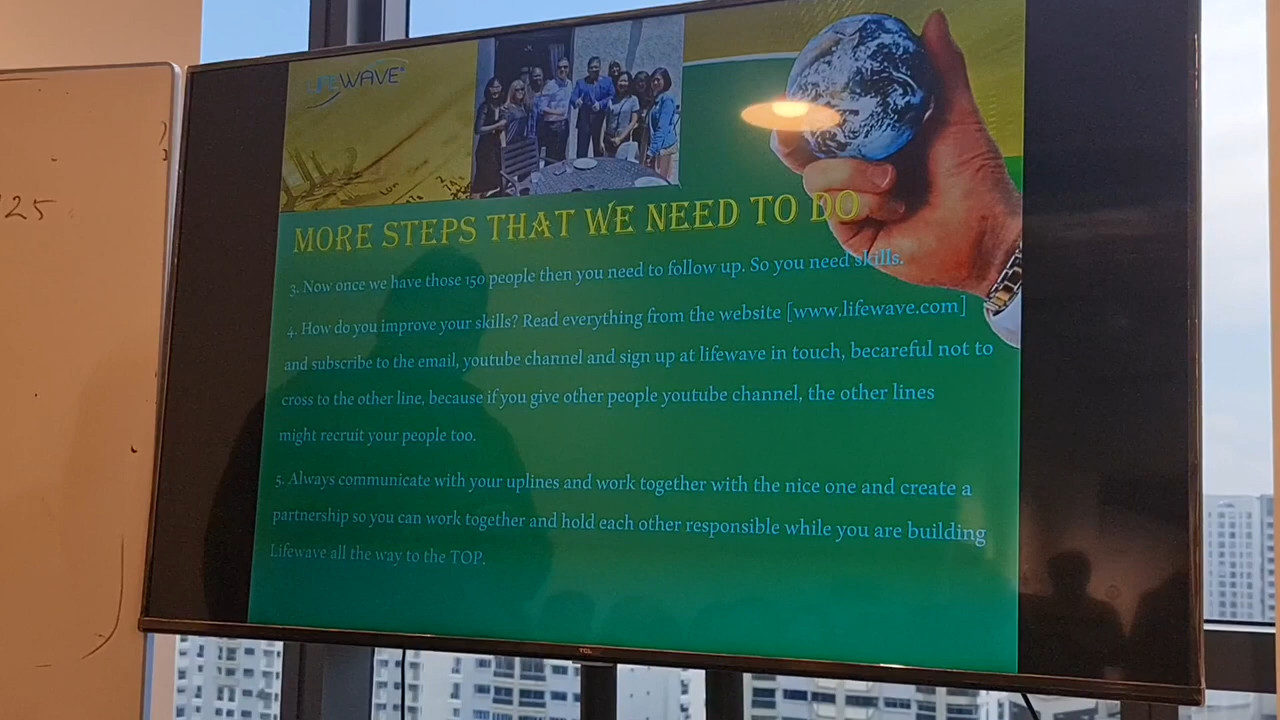 25
LIFEWAVE
MORE STEPS THAT WE NEED TO DO
3. Now once we have those 150 people then you need to follow up. So you need skills.
4. How do you improve your skills? Read everything from the website [www.lifewave.com]
and subscribe to the email, youtube channel and sign up at lifewave in touch, becareful not to
cross to the other line, because if you give other people youtube channel, the other lines
might recruit your people too.
5. Always communicate with your uplines and work together with the nice one and create a
partnership so you can work together and hold each other responsible while you are building
Lifewave all the way to the TOP.
TCL